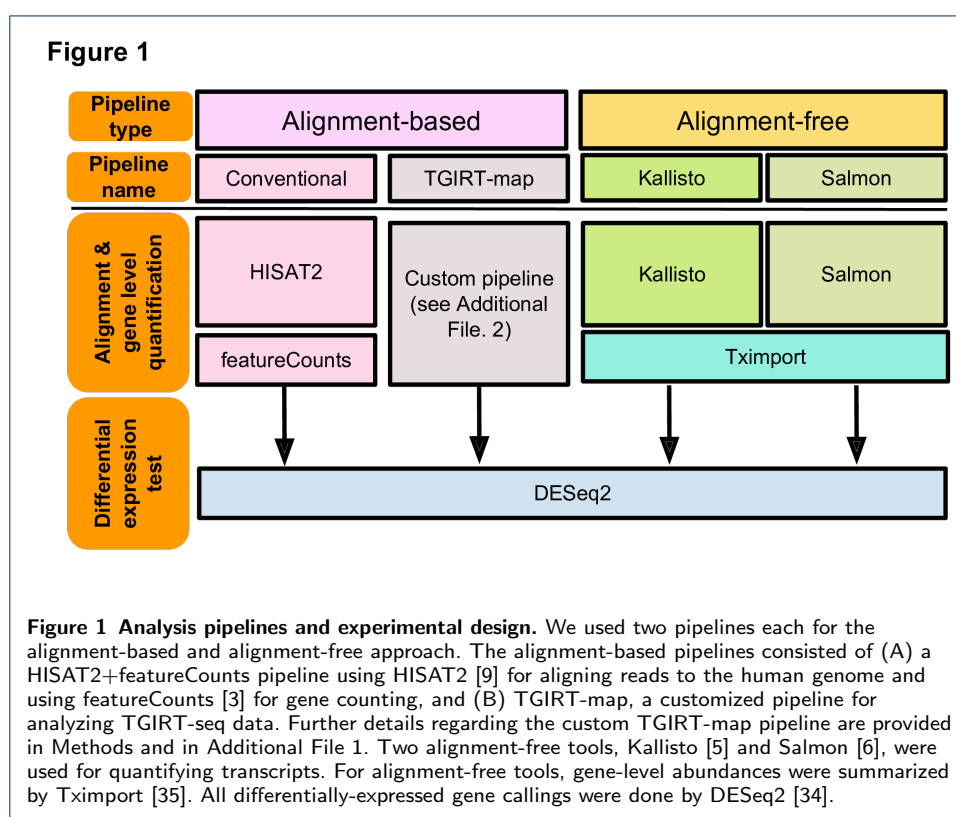 Figure 1
Pipeline
type
Alignment-based
Alignment-free
Pipeline
name
Conventional
TGIRT-map
Kallisto
Salmon
Alignment &
gene level
quantification
HISAT2
featureCounts
Custom pipeline
(see Additional
File. 2)
Kallisto
Salmon
Tximport
Differential
expression
test
DESeq2
Figure 1 Analysis pipelines and experimental design. We used two pipelines each for the
alignment-based and alignment-free approach. The alignment-based pipelines consisted of (A) a
HISAT2+featureCounts pipeline using HISAT2 [9] for aligning reads to the human genome and
using featureCounts [3] for gene counting, and (B) TGIRT-map, a customized pipeline for
analyzing TGIRT-seq data. Further details regarding the custom TGIRT-map pipeline are provided
in Methods and in Additional File 1. Two alignment-free tools, Kallisto [5] and Salmon [6], were
used for quantifying transcripts. For alignment-free tools, gene-level abundances were summarized
by Tximport [35]. All differentially-expressed gene callings were done by DESeq2 [34].